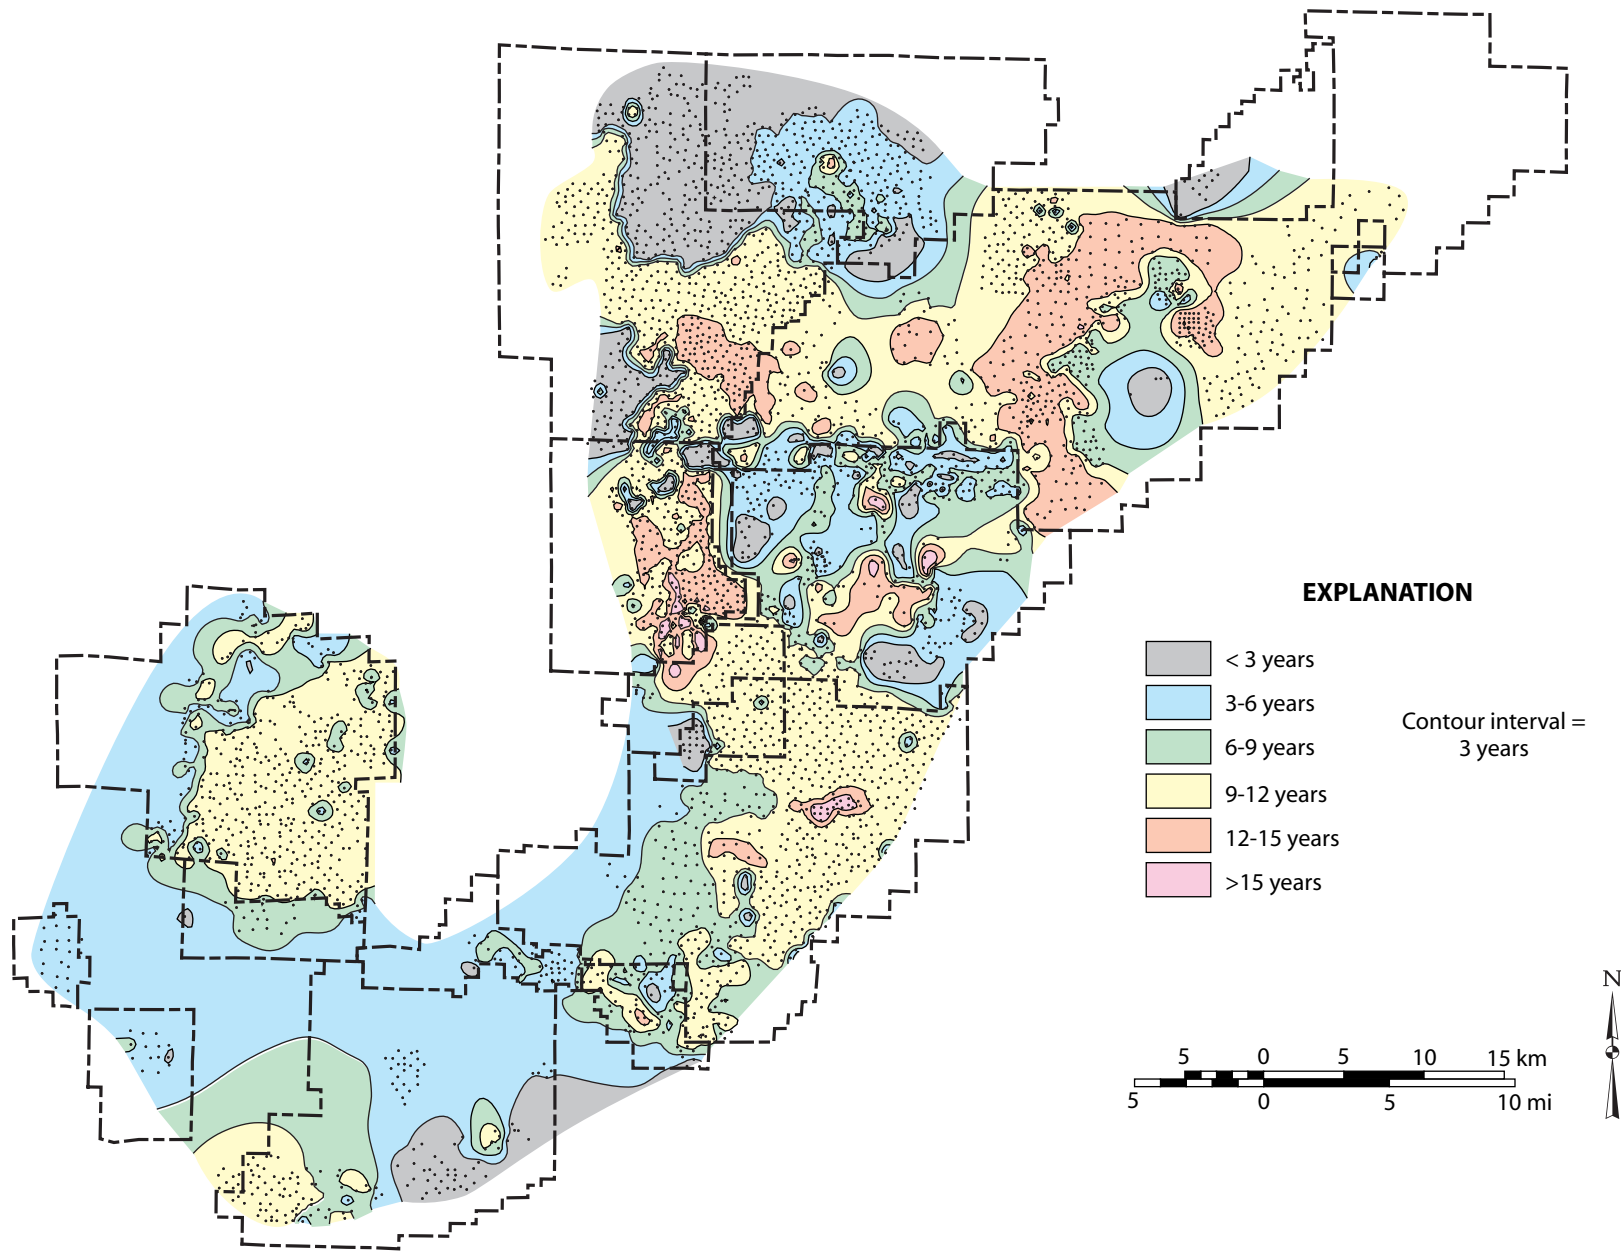 EXPLANATION
< 3 years
3-6 years
6-9 years
9-12 years
12-15 years
>15 years
Contour interval =
3 years
N
5 0 5 10 15 km
5 0 5 10 mi